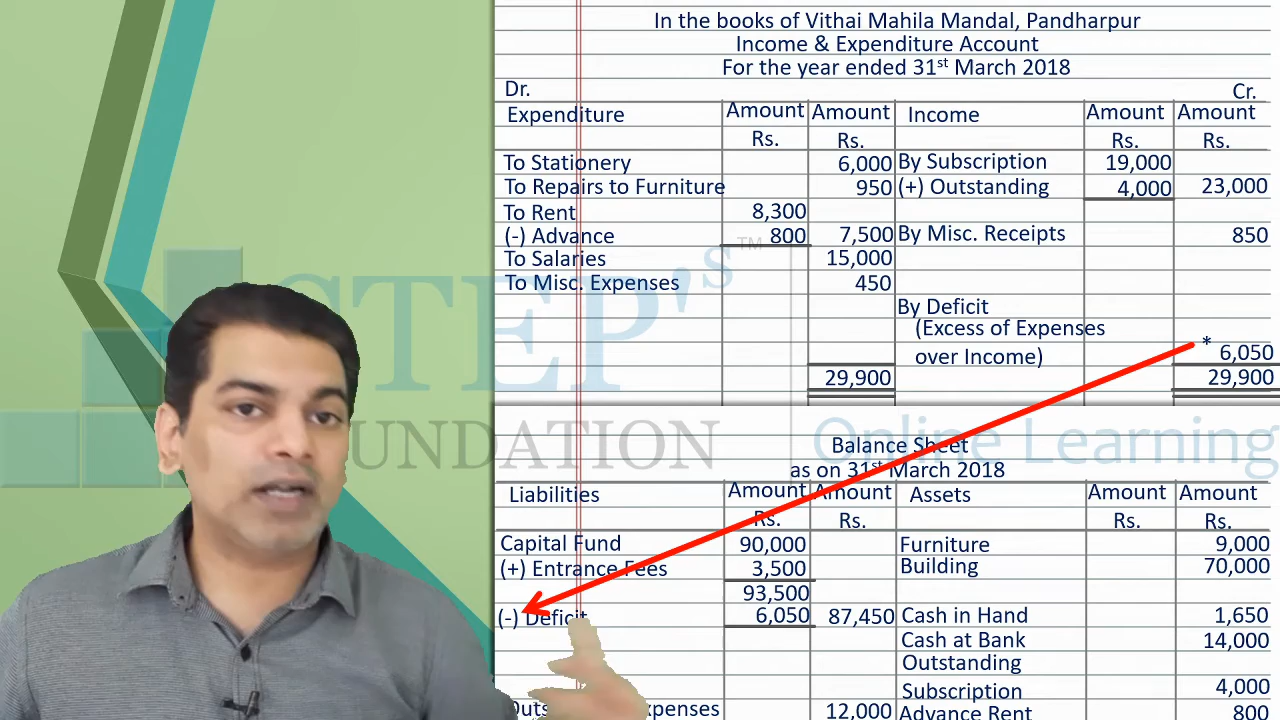 In the books of Vithai Mahila Mandal, Pandharpur
Income & Expenditure Account
For the year ended 31st March 2018
Dr. Cr.
Expenditure Amount Rs. Amount Rs. Income Amount Rs. Amount Rs.
To Stationery 6,000 By Subscription 19,000
To Repairs to Furniture 950 (+) Outstanding 4,000 23,000
To Rent 8,300
(-) Advance 800 7,500 By Misc. Receipts 850
To Salaries 15,000
To Misc. Expenses 450
By Deficit
(Excess of Expenses
over Income) * 6,050
29,900 29,900
STEP's TM
UNDATION
Online Learning
Balance Sheet
as on 31st March 2018
Liabilities Amount Rs. Amount Rs. Assets Amount Rs. Amount Rs.
Capital Fund 90,000 Furniture 9,000
(+) Entrance Fees 3,500 Building 70,000
93,500
(-) Deficit 6,050 87,450 Cash in Hand 1,650
Cash at Bank 14,000
Outstanding
Subscription 4,000
12,000 Advance Rent 800